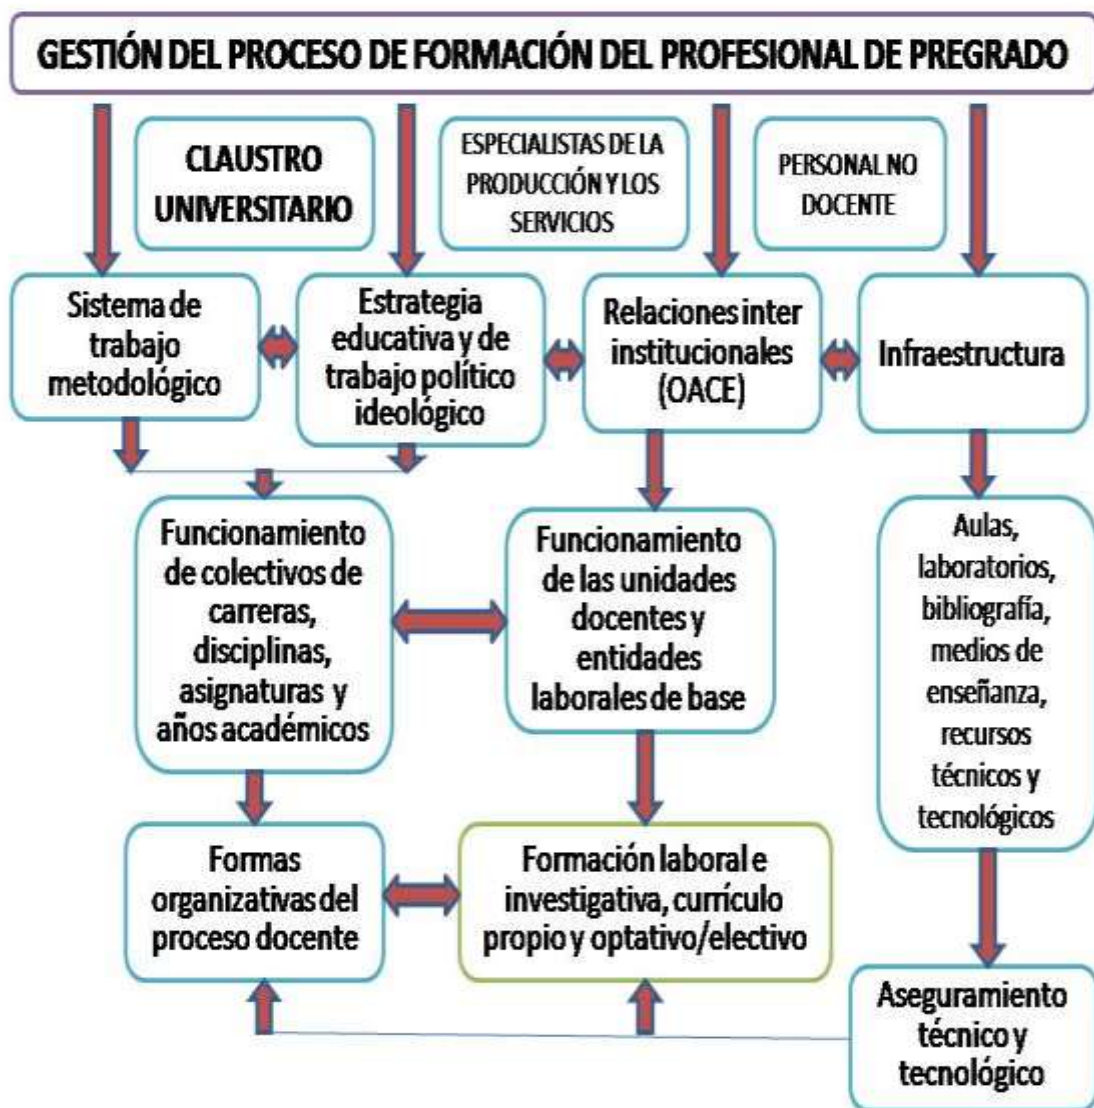 GESTIÓN DEL PROCESO DE FORMACIÓN DEL PROFESIONAL DE PREGRADO
CLAUSTRO
UNIVERSITARIO
ESPECIALISTAS DE LA
PRODUCCIÓN Y LOS
SERVICIOS
PERSONAL NO
DOCENTE
Sistema de
trabajo
metodológico
Estrategia
educativa y de
trabajo político
ideológico
Relaciones inter
institucionales
(OACE)
Infraestructura
Funcionamiento
de colectivos de
carreras,
disciplinas,
asignaturas y
años académicos
Funcionamiento
de las unidades
docentes y
entidades
laborales de base
Aulas,
laboratorios,
bibliografía,
medios de
enseñanza,
recursos
técnicos y
tecnológicos
Formas
organizativas del
proceso docente
Formación laboral e
investigativa, currículo
propio y optativo/electivo
Aseguramiento
técnico y
tecnológico